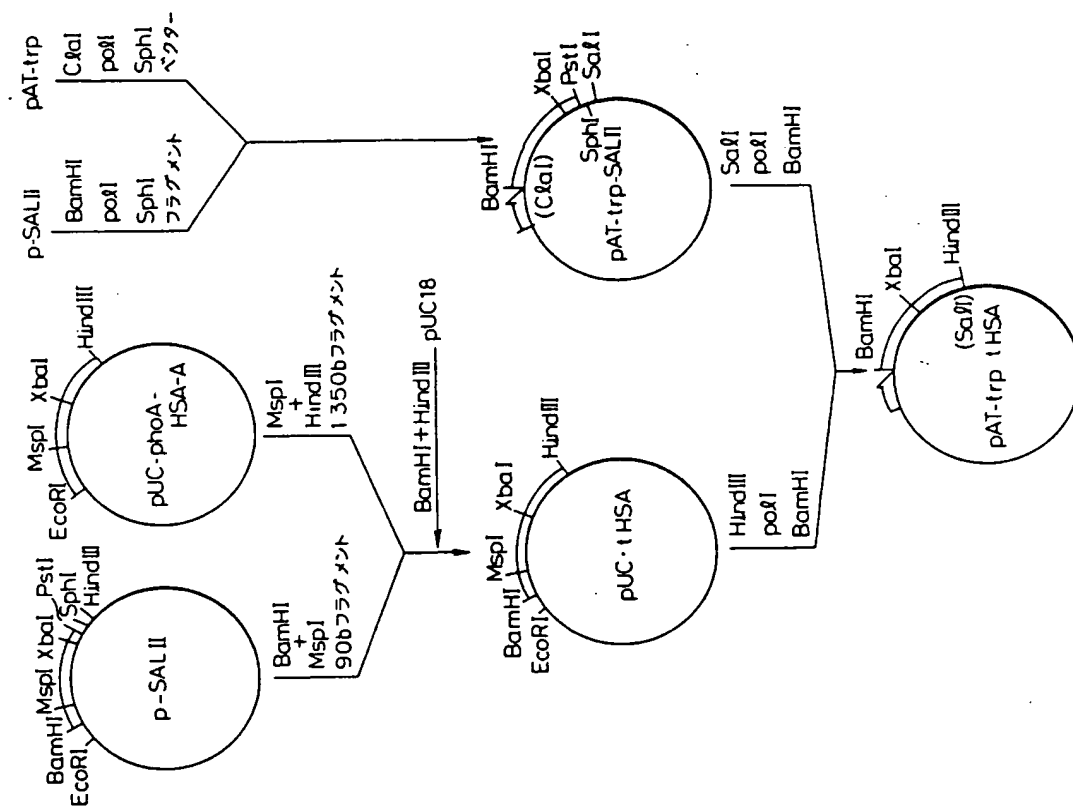 p-SALⅡ
BamHI
polI
SphI
フラグメント
pAT-trp
ClaI
polI
SphI
ベクター
EcoRI
BamHI
MspI
XbaI
PstI
SphI
HindⅢ
p-SALⅡ
EcoRI
MspI
XbaI
HindⅢ
pUC-phoA-
HSA-A
BamHI
+
MspI
90bフラグメント
MspI
+
HindⅢ
1350bフラグメント
BamHI+HindⅢ
pUC18
BamHI
(ClaI)
XbaI
PstI
SphI
SalI
pAT-trp-SALⅡ
EcoRI
BamHI
MspI
XbaI
HindⅢ
pUC・tHSA
HindⅢ
polI
BamHI
SalI
polI
BamHI
BamHI
XbaI
HindⅢ
(SalI)
pAT-trp tHSA